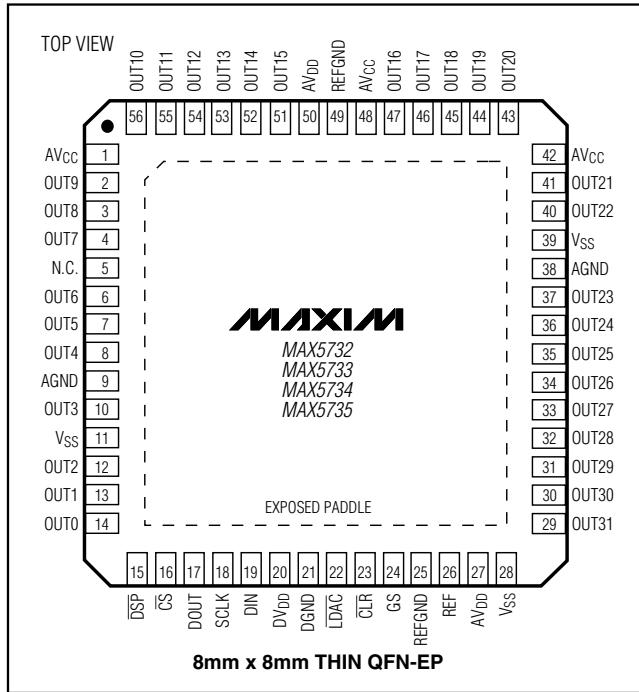 TOP VIEW
OUT10
OUT11
OUT12
OUT13
OUT14
OUT15
AVDD
REFGND
AVCC
OUT16
OUT17
OUT18
OUT19
OUT20
56 55 54 53 52 51 50 49 48 47 46 45 44 43
AVCC 1
OUT9 2
OUT8 3
OUT7 4
N.C. 5
OUT6 6
OUT5 7
OUT4 8
AGND 9
OUT3 10
VSS 11
OUT2 12
OUT1 13
OUT0 14
MAXIM
MAX5732
MAX5733
MAX5734
MAX5735
EXPOSED PADDLE
42 AVCC
41 OUT21
40 OUT22
39 VSS
38 AGND
37 OUT23
36 OUT24
35 OUT25
34 OUT26
33 OUT27
32 OUT28
31 OUT29
30 OUT30
29 OUT31
15 16 17 18 19 20 21 22 23 24 25 26 27 28
DSP
CS
DOUT
SCLK
DIN
DVDD
DGND
LDAC
CLR
GS
REFGND
REF
AVDD
VSS
8mm x 8mm THIN QFN-EP